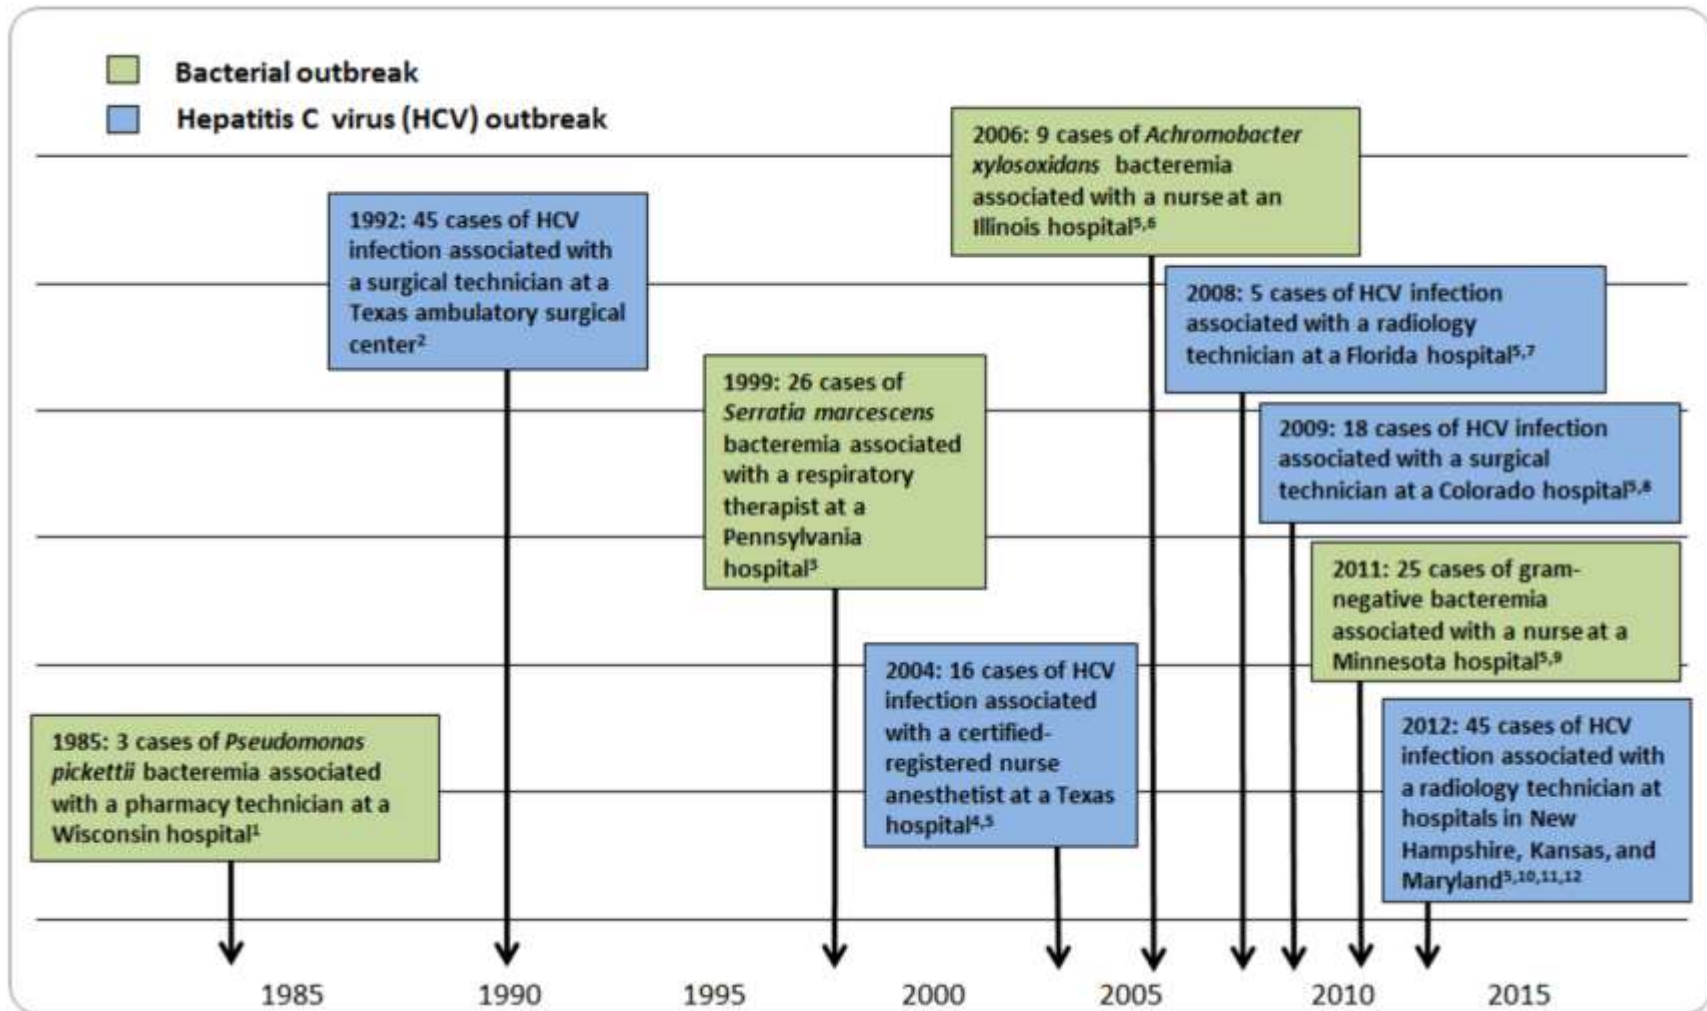 Bacterial outbreak
Hepatitis C virus (HCV) outbreak
2006: 9 cases of Achromobacter
xylosoxidans bacteremia
associated with a nurse at an
Illinois hospital5,6
1992: 45 cases of HCV
infection associated with
a surgical technician at a
Texas ambulatory surgical
center2
2008: 5 cases of HCV infection
associated with a radiology
technician at a Florida hospital5,7
1999: 26 cases of
Serratia marcescens
bacteremia associated
with a respiratory
therapist at a
Pennsylvania
hospital3
2009: 18 cases of HCV infection
associated with a surgical
technician at a Colorado hospital5,8
2011: 25 cases of gram-
negative bacteremia
associated with a nurse at a
Minnesota hospital5,9
2004: 16 cases of HCV
infection associated
with a certified-
registered nurse
anesthetist at a Texas
hospital4,5
1985: 3 cases of Pseudomonas
pickettii bacteremia associated
with a pharmacy technician at a
Wisconsin hospital1
2012: 45 cases of HCV
infection associated with
a radiology technician at
hospitals in New
Hampshire, Kansas, and
Maryland5,10,11,12
1985 1990 1995 2000 2005 2010 2015